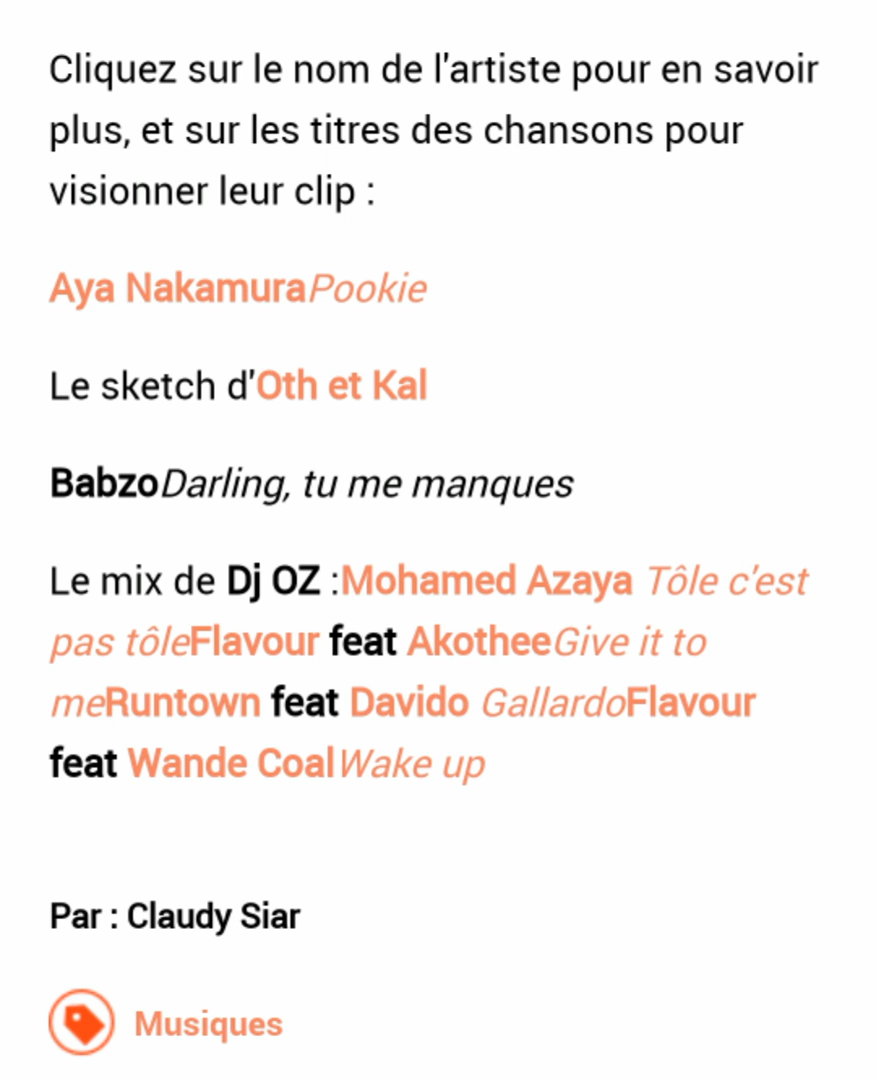 Cliquez sur le nom de l'artiste pour en savoir
plus, et sur les titres des chansons pour
visionner leur clip :
Aya NakamuraPookie
Le sketch d'Oth et Kal
BabzoDarling, tu me manques
Le mix de Dj OZ :Mohamed Azaya Tôle c'est
pas tôleFlavour feat AkotheeGive it to
meRuntown feat Davido GallardoFlavour
feat Wande CoalWake up
Par : Claudy Siar
Musiques